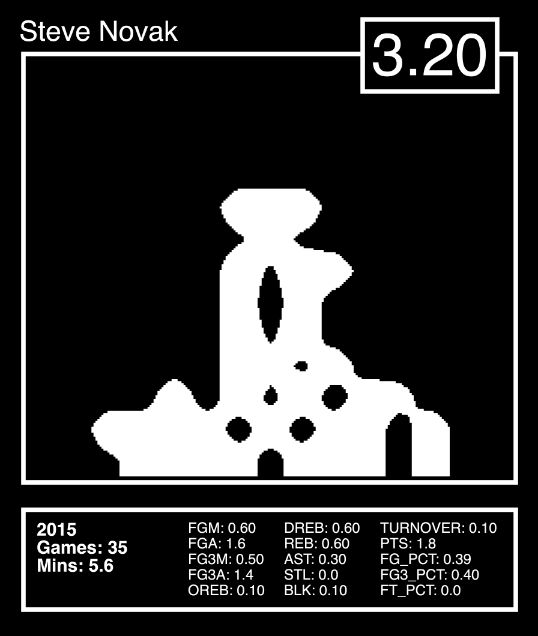 Steve Novak
3.20
2015
Games: 35
Mins: 5.6
FGM: 0.60
FGA: 1.6
FG3M: 0.50
FG3A: 1.4
OREB: 0.10
DREB: 0.60
REB: 0.60
AST: 0.30
STL: 0.0
BLK: 0.10
TURNOVER: 0.10
PTS: 1.8
FG_PCT: 0.39
FG3_PCT: 0.40
FT_PCT: 0.0